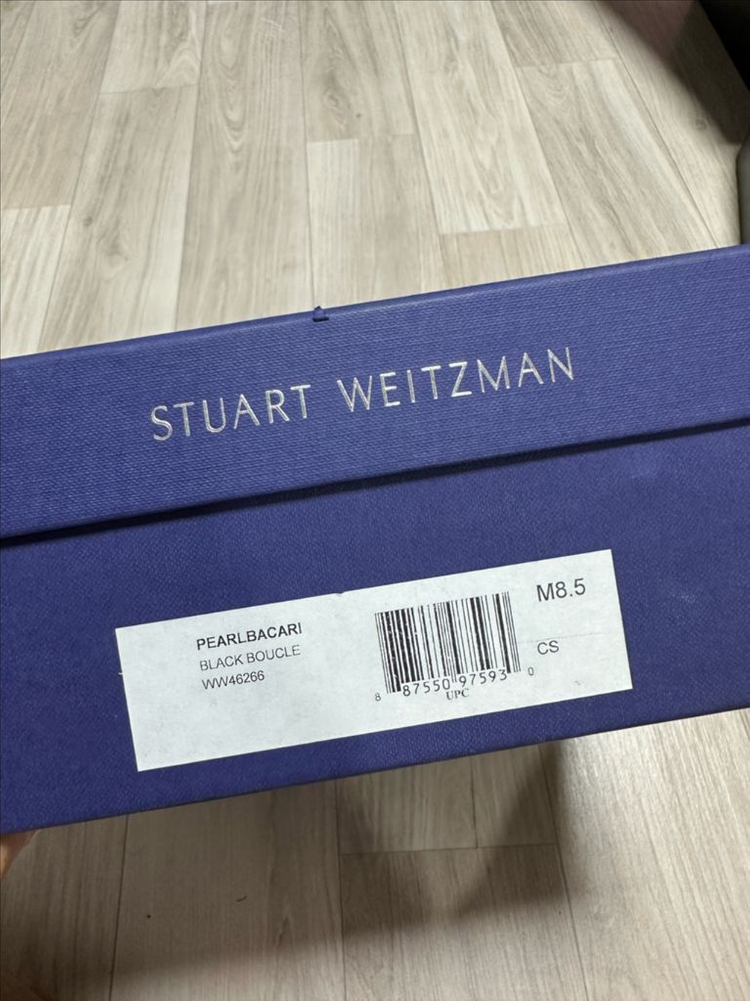 STUART WEITZMAN
PEARLBACARI
BLACK BOUCLE
WW46266
M8.5
CS
8 87550 97593 0
UPC